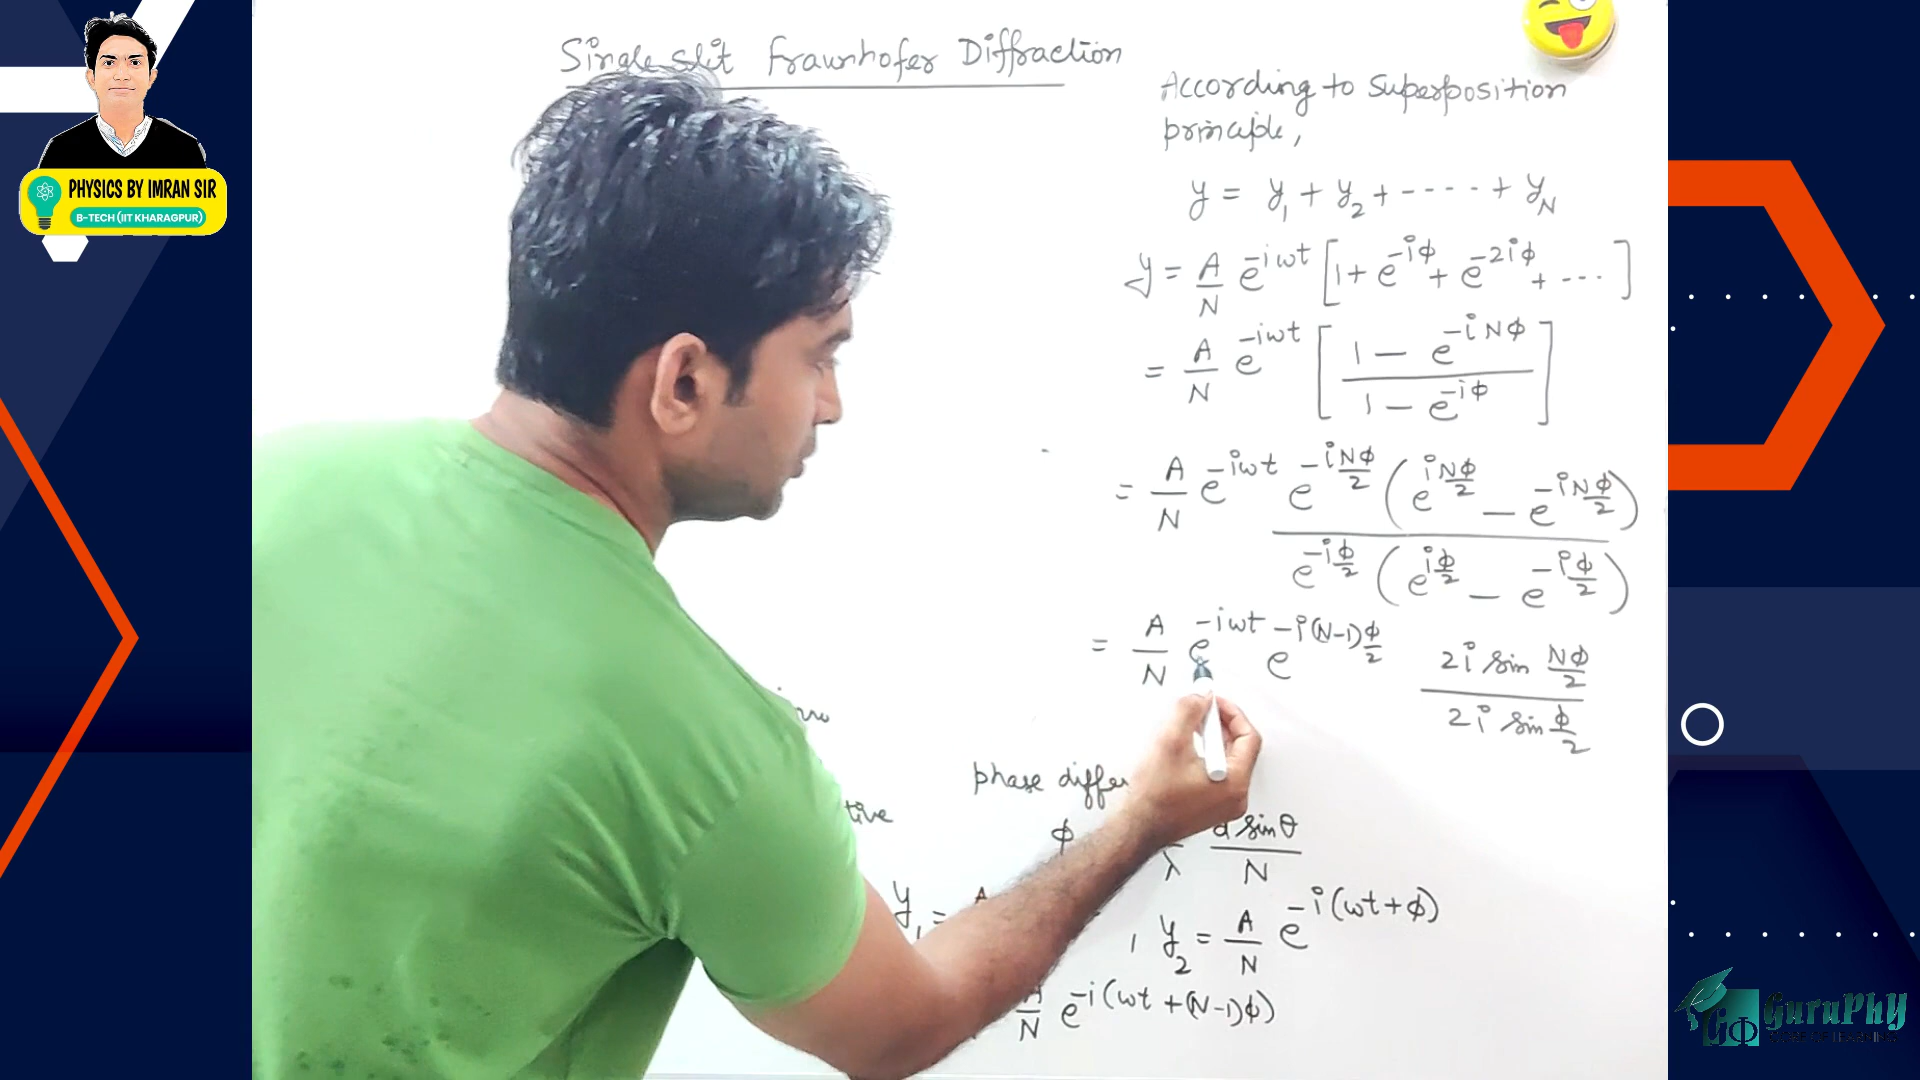 Single slit Fraunhofer Diffraction
According to Superposition
principle,
y = y₁ + y₂ + ---- + y_N
y = A/N e^{-iωt} [1 + e^{-iϕ} + e^{-2iϕ} + ---]
= A/N e^{-iωt} [(1 - e^{-iNϕ}) / (1 - e^{-iϕ})]
= A/N e^{-iωt} e^{-iNϕ/2} (e^{iNϕ/2} - e^{-iNϕ/2}) / e^{-iϕ/2} (e^{iϕ/2} - e^{-iϕ/2})
= A/N e^{-iωt} e^{-i(N-1)ϕ/2} (2i sin Nϕ/2) / (2i sin ϕ/2)
phase differ
tive
ϕ λ d sinθ / N
y₁ = A , y₂ = A/N e^{-i(ωt+ϕ)}
A/N e^{-i(ωt+(N-1)ϕ)}
PHYSICS BY IMRAN SIR
B-TECH (IIT KHARAGPUR)
GuruPhy
GΦ